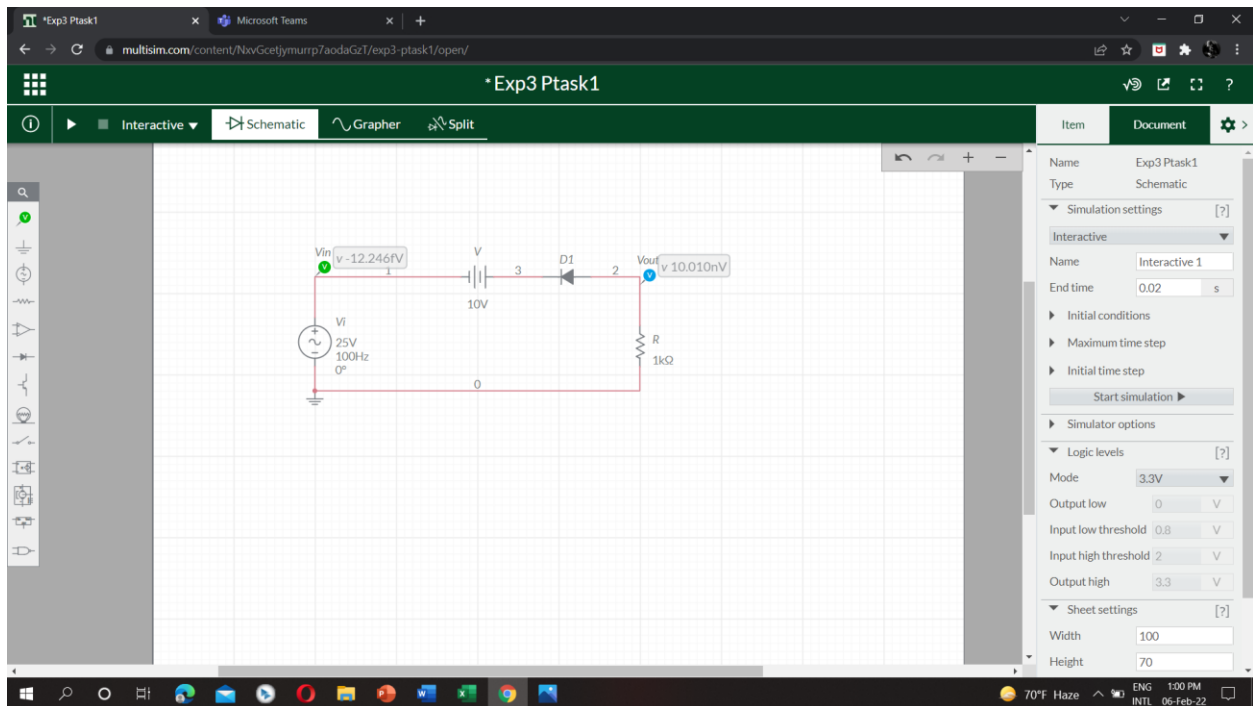 *Exp3 Ptask1
Microsoft Teams
multisim.com/content/NxvGcetjymurrp7aodaGzT/exp3-ptask1/open/
*Exp3 Ptask1
?
Interactive
Schematic
Grapher
Split
Item
Document
Name Exp3 Ptask1
Type Schematic
Simulation settings [?]
Interactive
Name Interactive 1
End time 0.02 s
Initial conditions
Maximum time step
Initial time step
Start simulation
Simulator options
Logic levels [?]
Mode 3.3V
Output low 0 V
Input low threshold 0.8 V
Input high threshold 2 V
Output high 3.3 V
Sheet settings [?]
Width 100
Height 70
Vin
V
v -12.246fV
1
V
10V
3
D1
2
Vout
V
v 10.010nV
Vi
25V
100Hz
0°
R
1kΩ
0
V
70°F Haze
ENG
INTL
1:00 PM
06-Feb-22